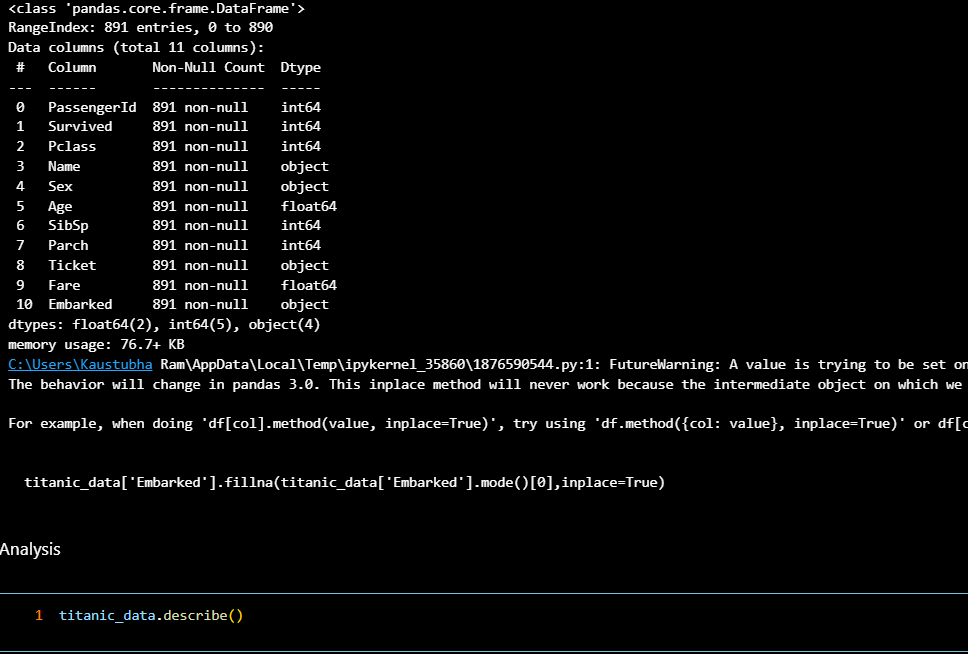 <class 'pandas.core.frame.DataFrame'>
RangeIndex: 891 entries, 0 to 890
Data columns (total 11 columns):
 #   Column       Non-Null Count  Dtype
---  ------       --------------  -----
 0   PassengerId  891 non-null    int64
 1   Survived     891 non-null    int64
 2   Pclass       891 non-null    int64
 3   Name         891 non-null    object
 4   Sex          891 non-null    object
 5   Age          891 non-null    float64
 6   SibSp        891 non-null    int64
 7   Parch        891 non-null    int64
 8   Ticket       891 non-null    object
 9   Fare         891 non-null    float64
 10  Embarked     891 non-null    object
dtypes: float64(2), int64(5), object(4)
memory usage: 76.7+ KB
C:\Users\Kaustubha Ram\AppData\Local\Temp\ipykernel_35860\1876590544.py:1: FutureWarning: A value is trying to be set on
The behavior will change in pandas 3.0. This inplace method will never work because the intermediate object on which we
For example, when doing 'df[col].method(value, inplace=True)', try using 'df.method({col: value}, inplace=True)' or df[c
  titanic_data['Embarked'].fillna(titanic_data['Embarked'].mode()[0],inplace=True)
Analysis
1 titanic_data.describe()